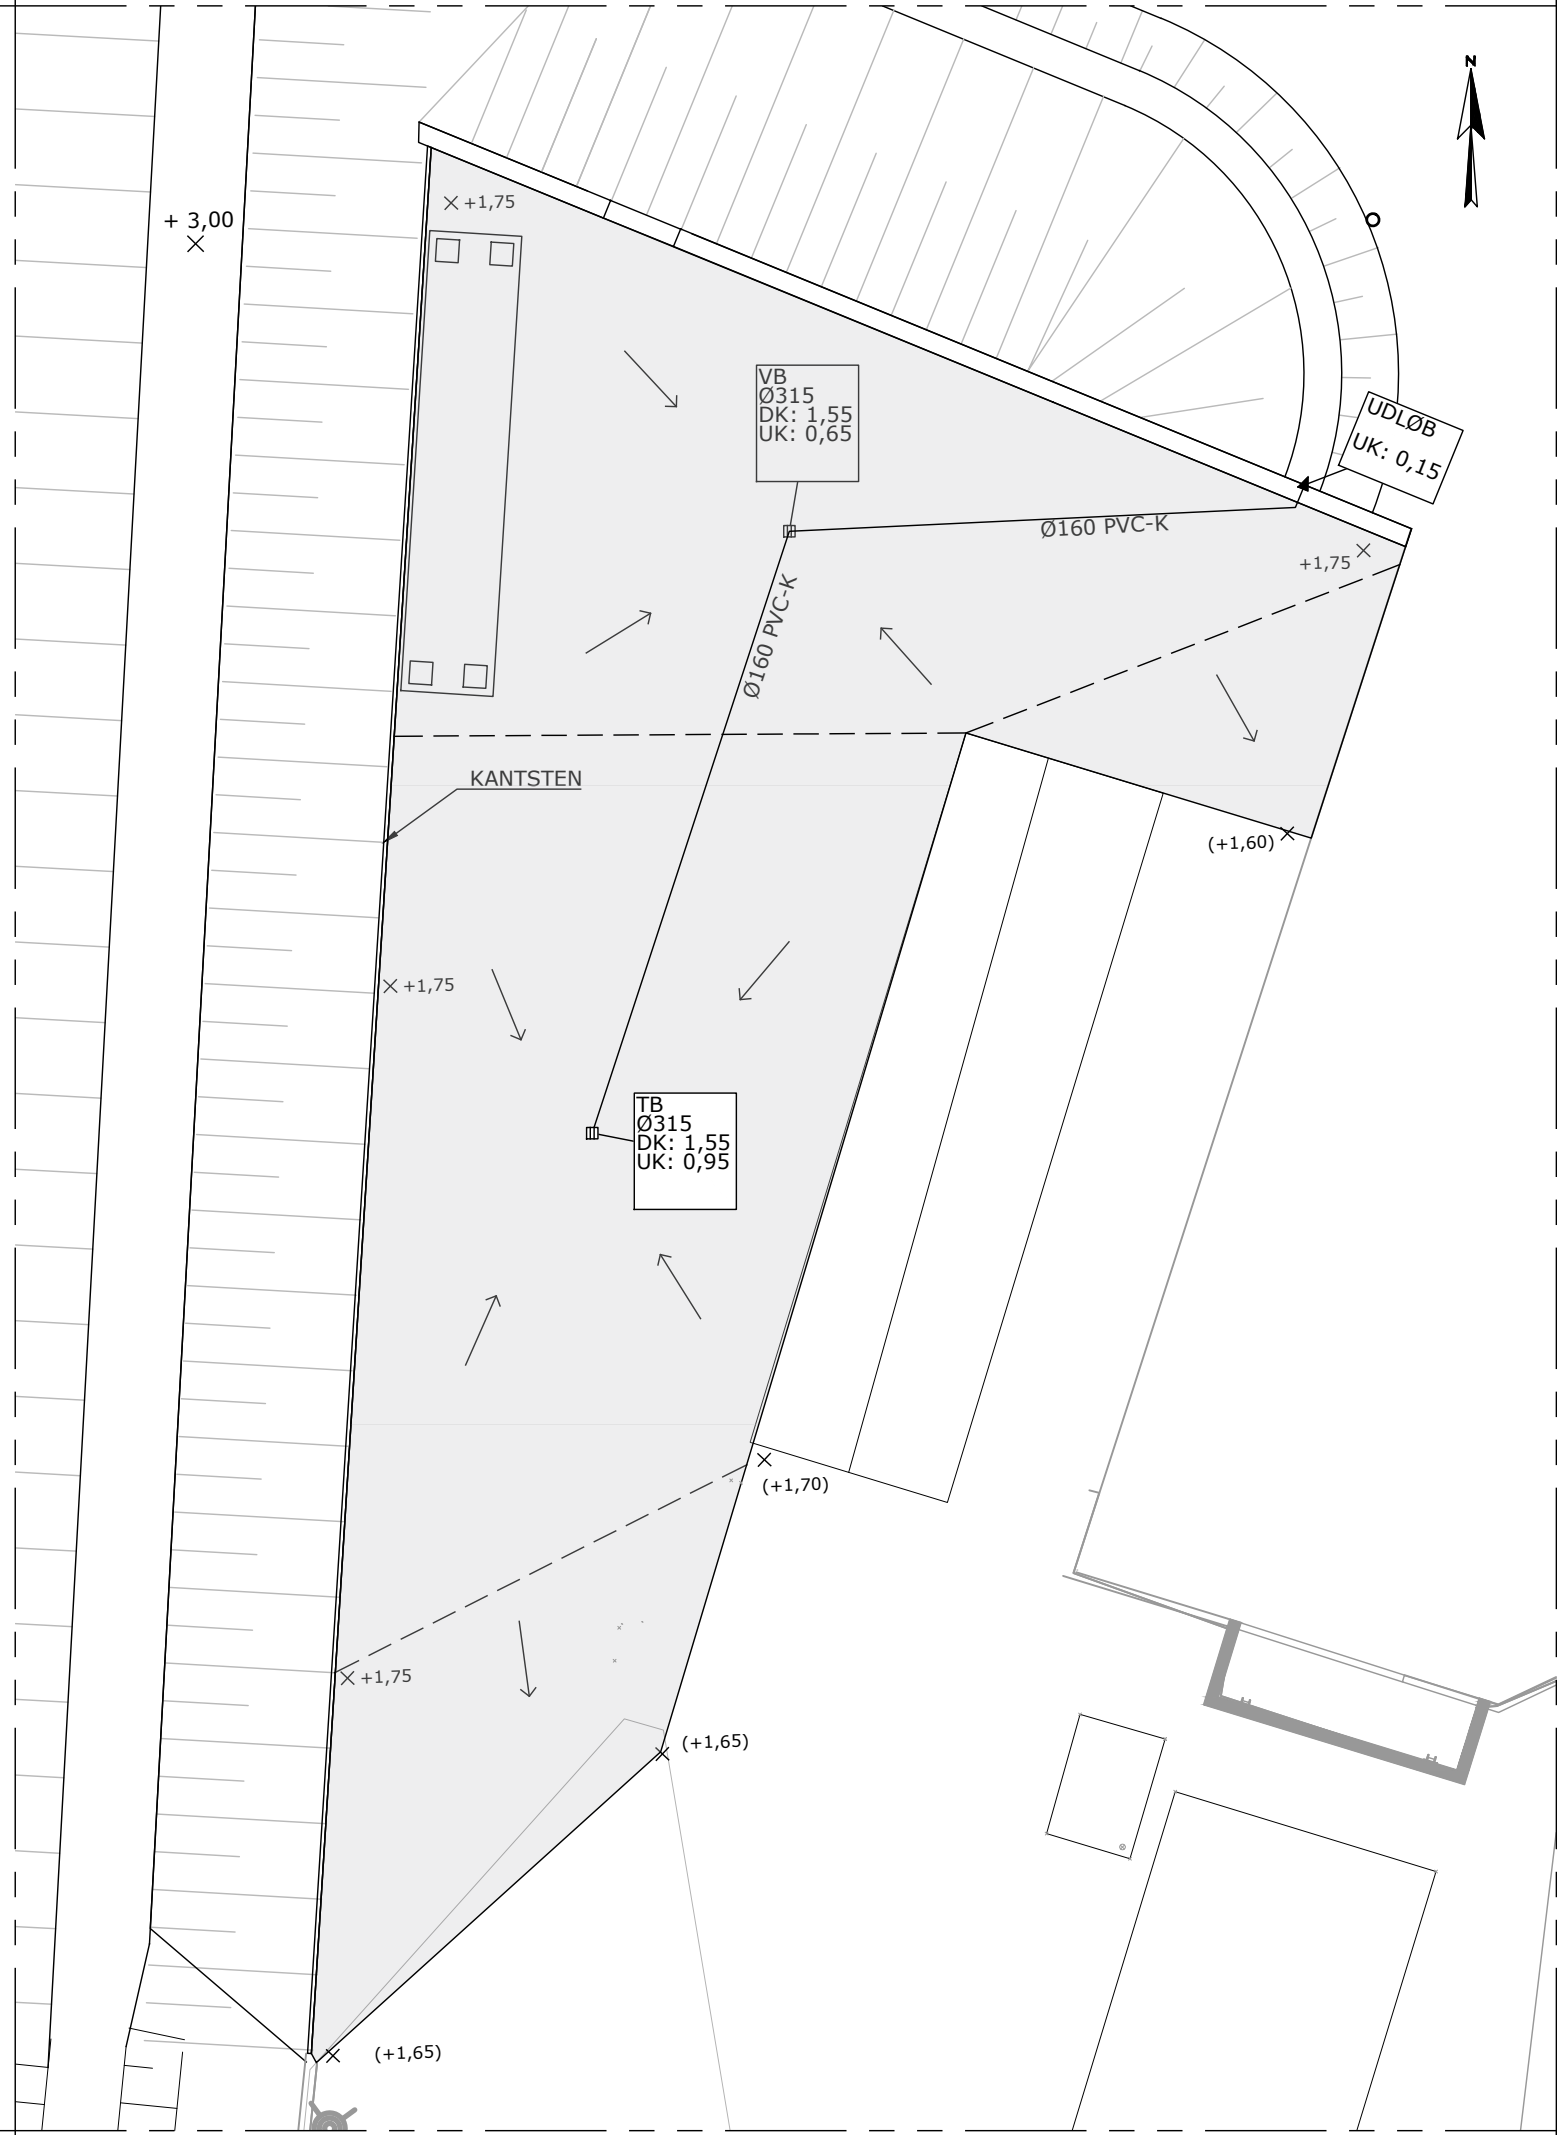 N
+1,75
+ 3,00
VB
Ø315
DK: 1,55
UK: 0,65
UDLØB
UK: 0,15
Ø160 PVC-K
+1,75
Ø160 PVC-K
KANTSTEN
(+1,60)
+1,75
TB
Ø315
DK: 1,55
UK: 0,95
(+1,70)
+1,75
(+1,65)
(+1,65)